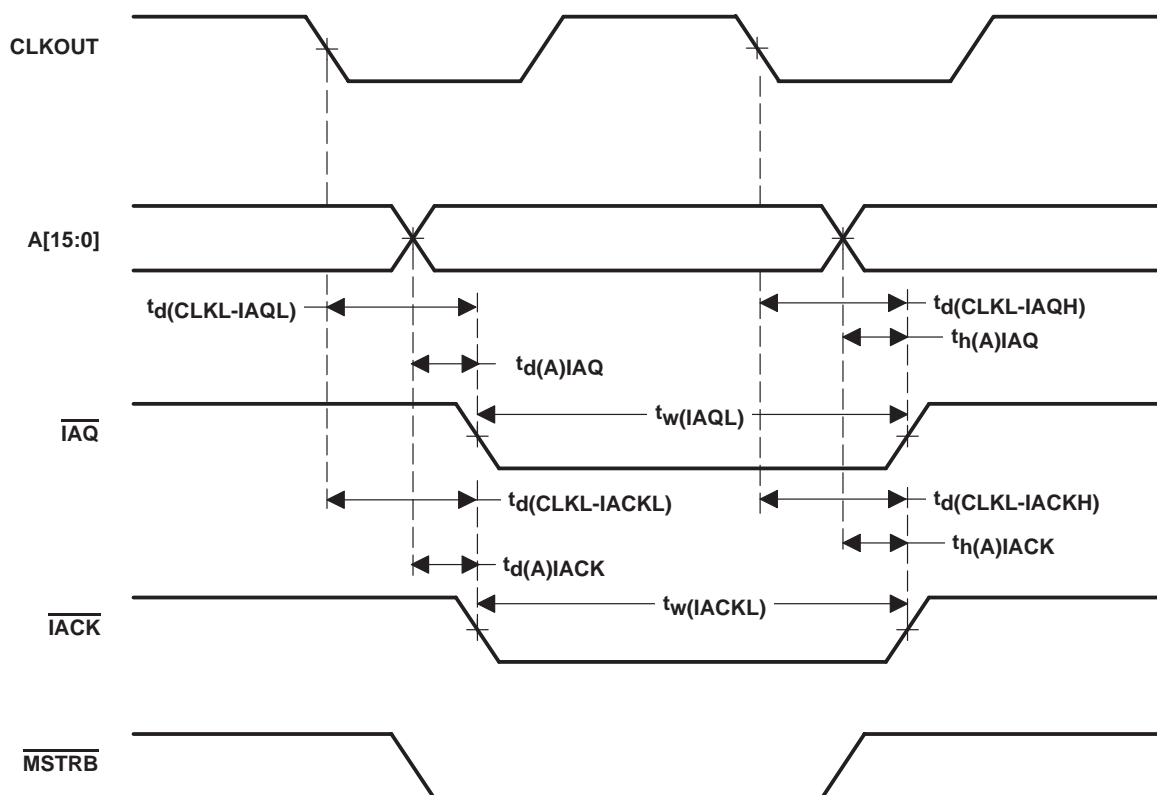 CLKOUT
A[15:0]
td(CLKL-IAQL)
td(CLKL-IAQH)
th(A)IAQ
td(A)IAQ
IAQ
tw(IAQL)
td(CLKL-IACKL)
td(CLKL-IACKH)
th(A)IACK
td(A)IACK
IACK
tw(IACKL)
MSTRB